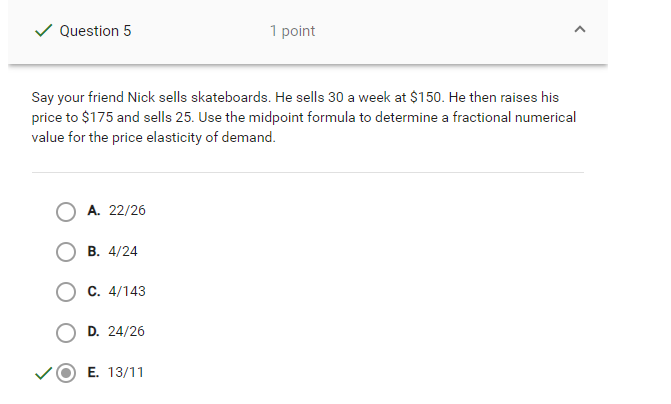 Question 5 1 point
Say your friend Nick sells skateboards. He sells 30 a week at $150. He then raises his
price to $175 and sells 25. Use the midpoint formula to determine a fractional numerical
value for the price elasticity of demand.
A. 22/26
B. 4/24
C. 4/143
D. 24/26
E. 13/11